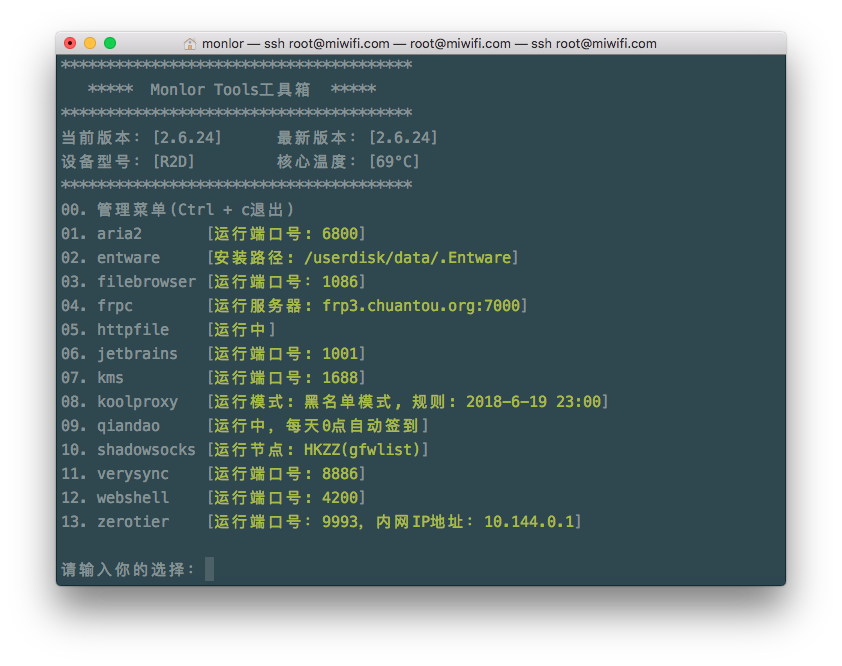 monlor — ssh root@miwifi.com — root@miwifi.com — ssh root@miwifi.com
***************************************
***** Monlor Tools工具箱 *****
***************************************
当前版本: [2.6.24] 最新版本: [2.6.24]
设备型号: [R2D] 核心温度: [69°C]
***************************************
00. 管理菜单(Ctrl + c退出)
01. aria2 [运行端口号: 6800]
02. entware [安装路径: /userdisk/data/.Entware]
03. filebrowser [运行端口号: 1086]
04. frpc [运行服务器: frp3.chuantou.org:7000]
05. httpfile [运行中]
06. jetbrains [运行端口号: 1001]
07. kms [运行端口号: 1688]
08. koolproxy [运行模式: 黑名单模式, 规则: 2018-6-19 23:00]
09. qiandao [运行中, 每天0点自动签到]
10. shadowsocks [运行节点: HKZZ(gfwlist)]
11. verysync [运行端口号: 8886]
12. webshell [运行端口号: 4200]
13. zerotier [运行端口号: 9993, 内网IP地址: 10.144.0.1]
请输入你的选择: